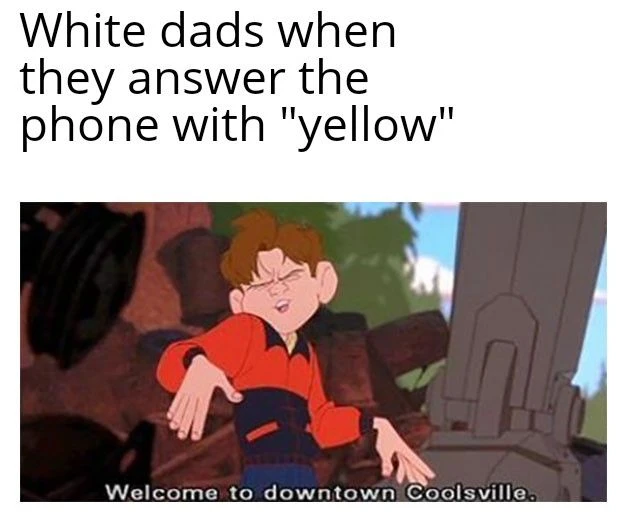 White dads when
they answer the
phone with "yellow"
Welcome to downtown Coolsville.